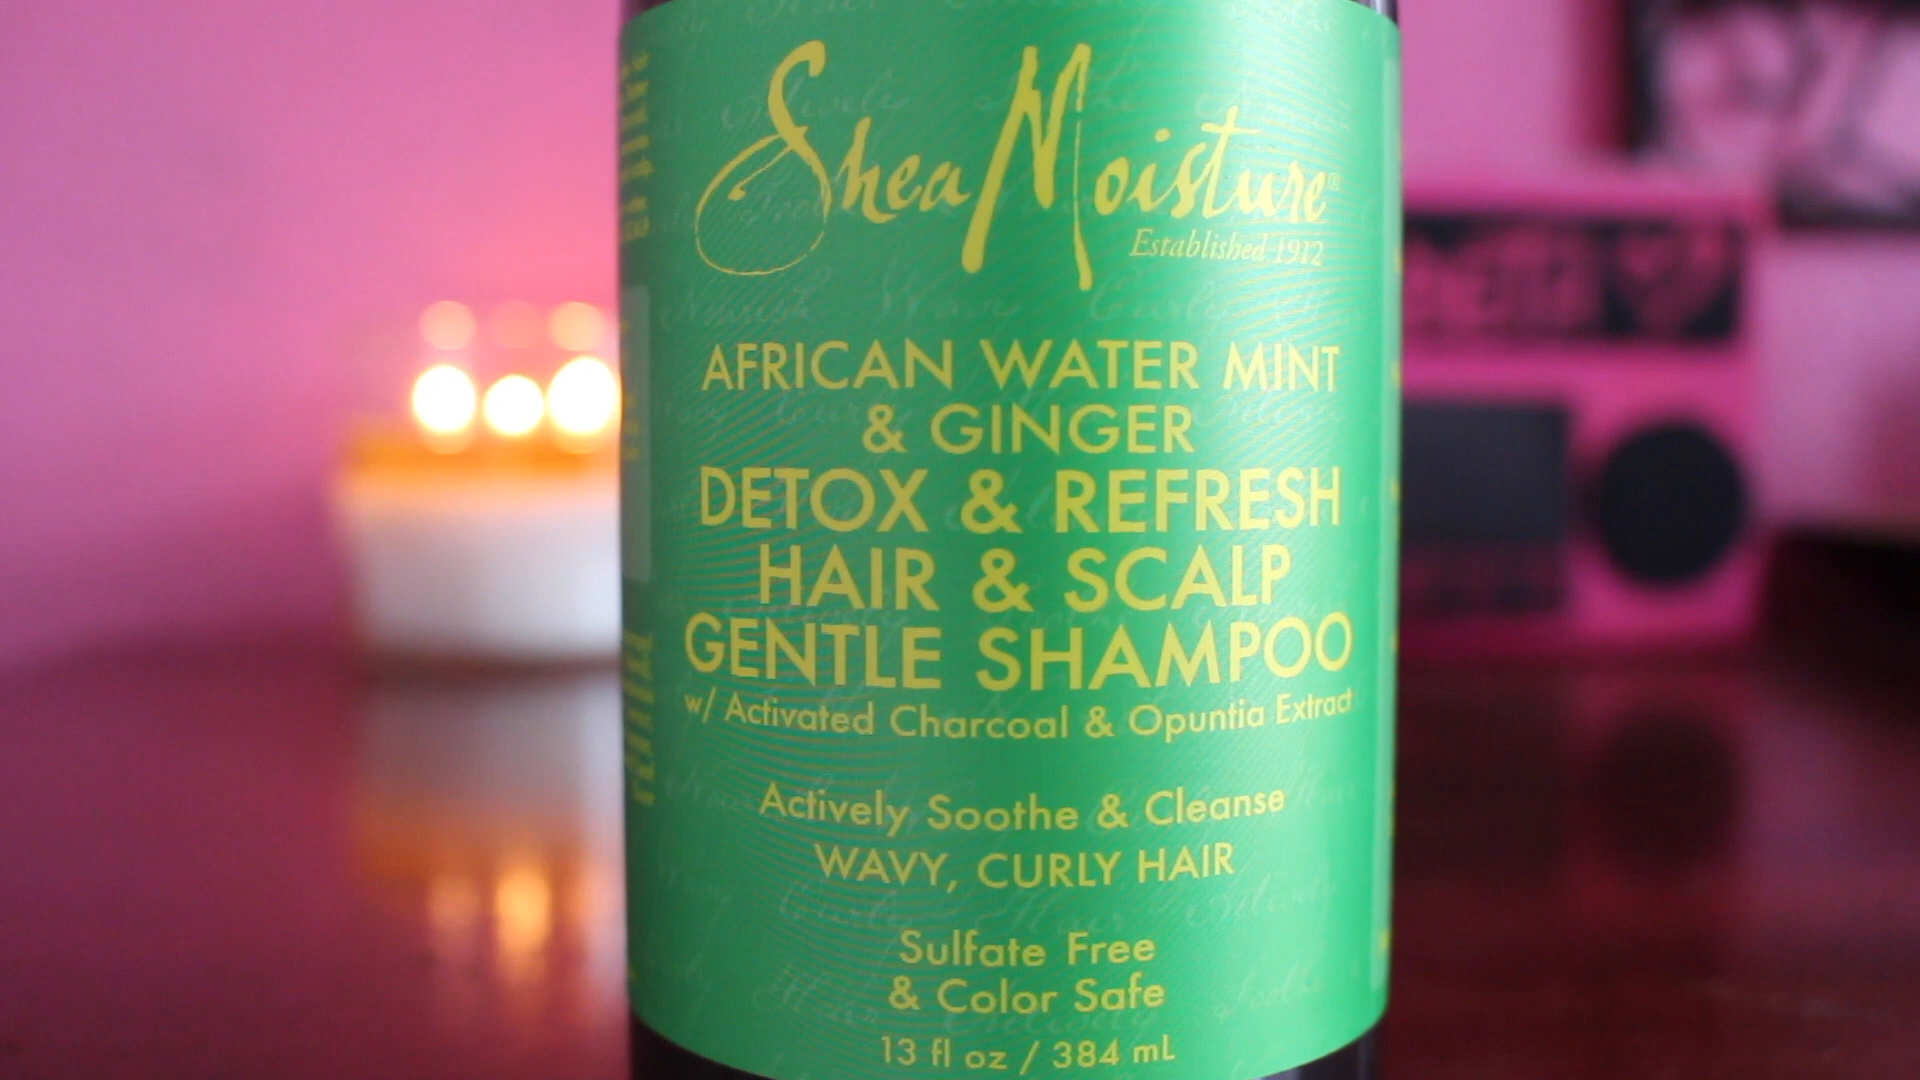 SheaMoisture®
Established 1912
AFRICAN WATER MINT
& GINGER
DETOX & REFRESH
HAIR & SCALP
GENTLE SHAMPOO
w/ Activated Charcoal & Opuntia Extract
Actively Soothe & Cleanse
WAVY, CURLY HAIR
Sulfate Free
& Color Safe
13 fl oz / 384 mL